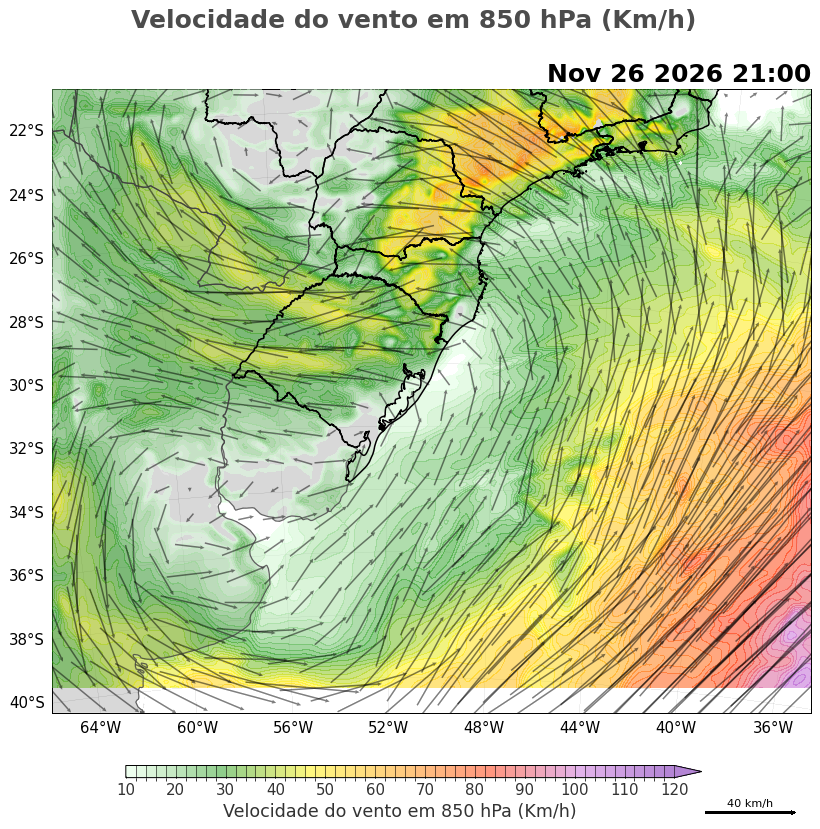 Velocidade do vento em 850 hPa (Km/h)
Nov 26 2026 21:00
22°S
24°S
26°S
28°S
30°S
32°S
34°S
36°S
38°S
40°S
64°W 60°W 56°W 52°W 48°W 44°W 40°W 36°W
10 20 30 40 50 60 70 80 90 100 110 120
Velocidade do vento em 850 hPa (Km/h)
40 km/h